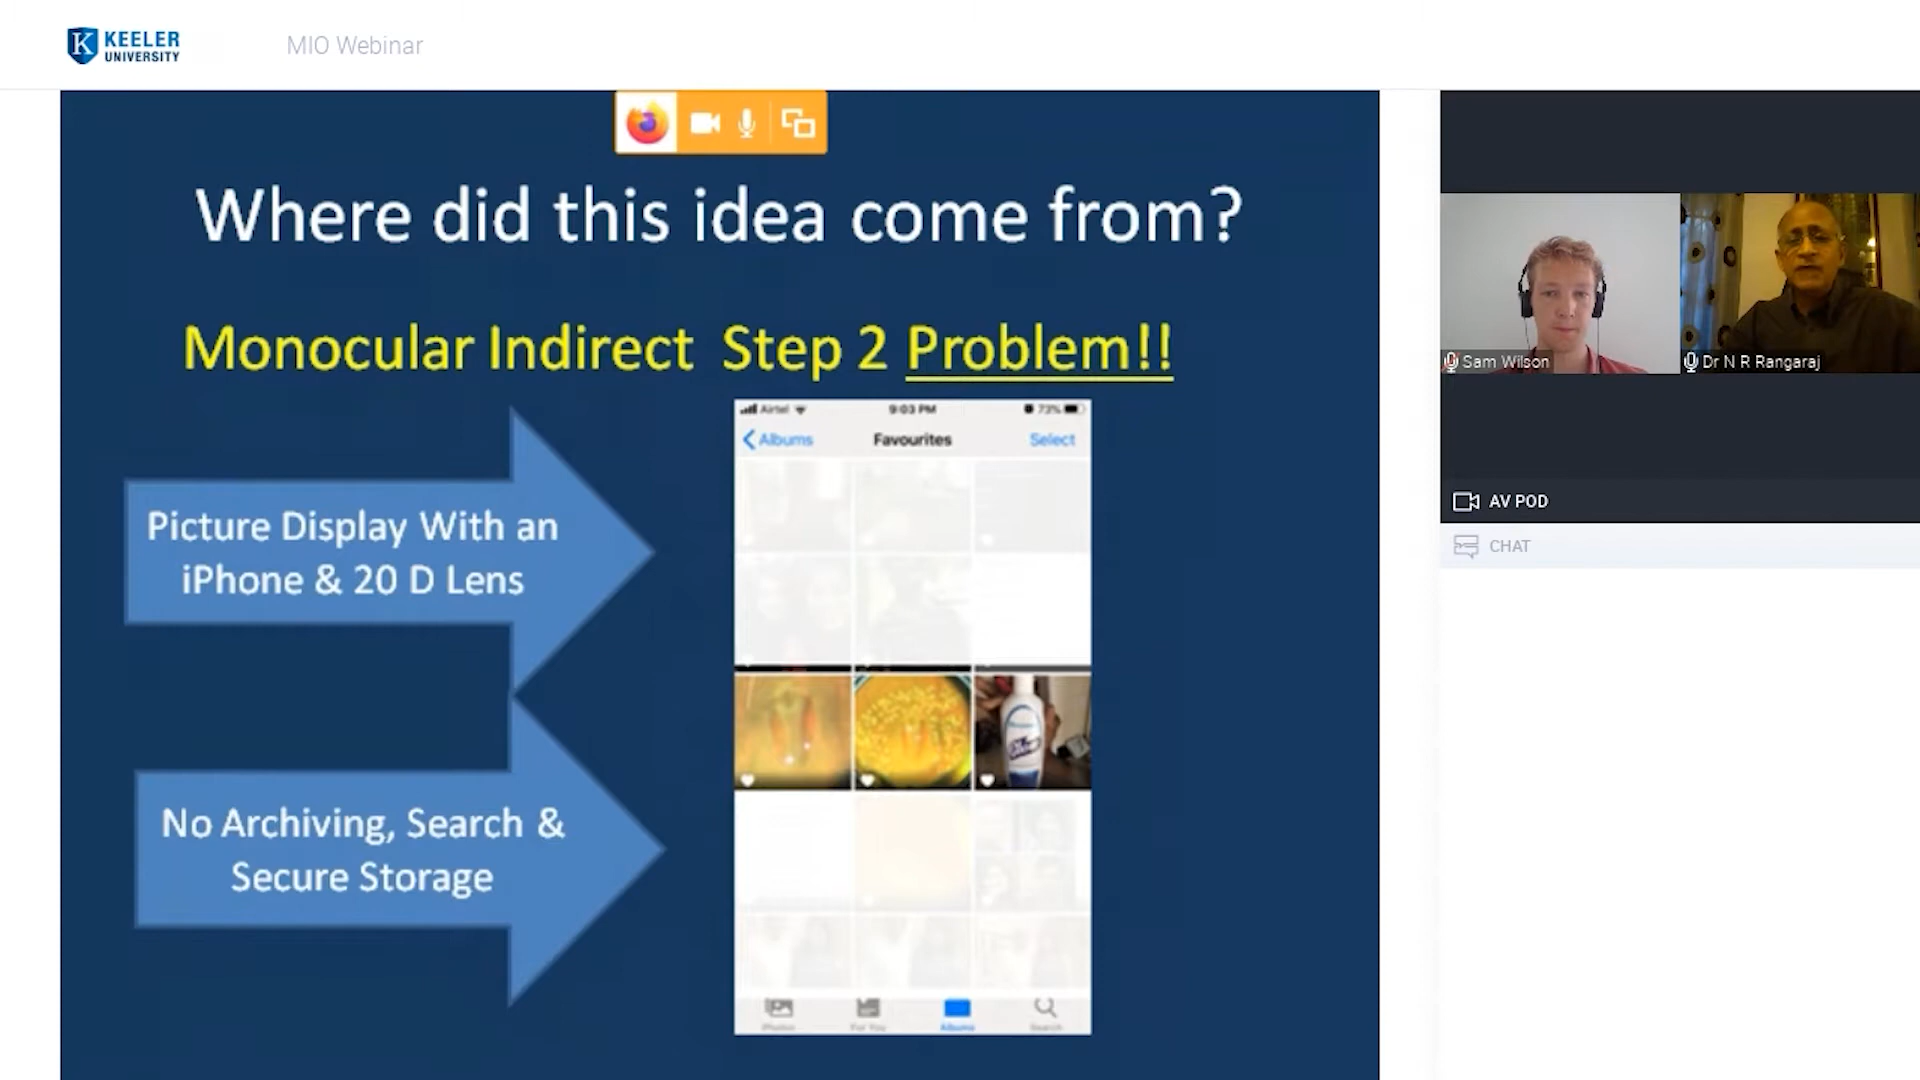 KEELER
UNIVERSITY
MIO Webinar
Where did this idea come from?
Monocular Indirect Step 2 Problem!!
Picture Display With an
iPhone & 20 D Lens
No Archiving, Search &
Secure Storage
Airtel 9:03 PM 73%
Albums Favourites Select
Photos For You Albums Search
Sam Wilson
Dr N R Rangaraj
AV POD
CHAT